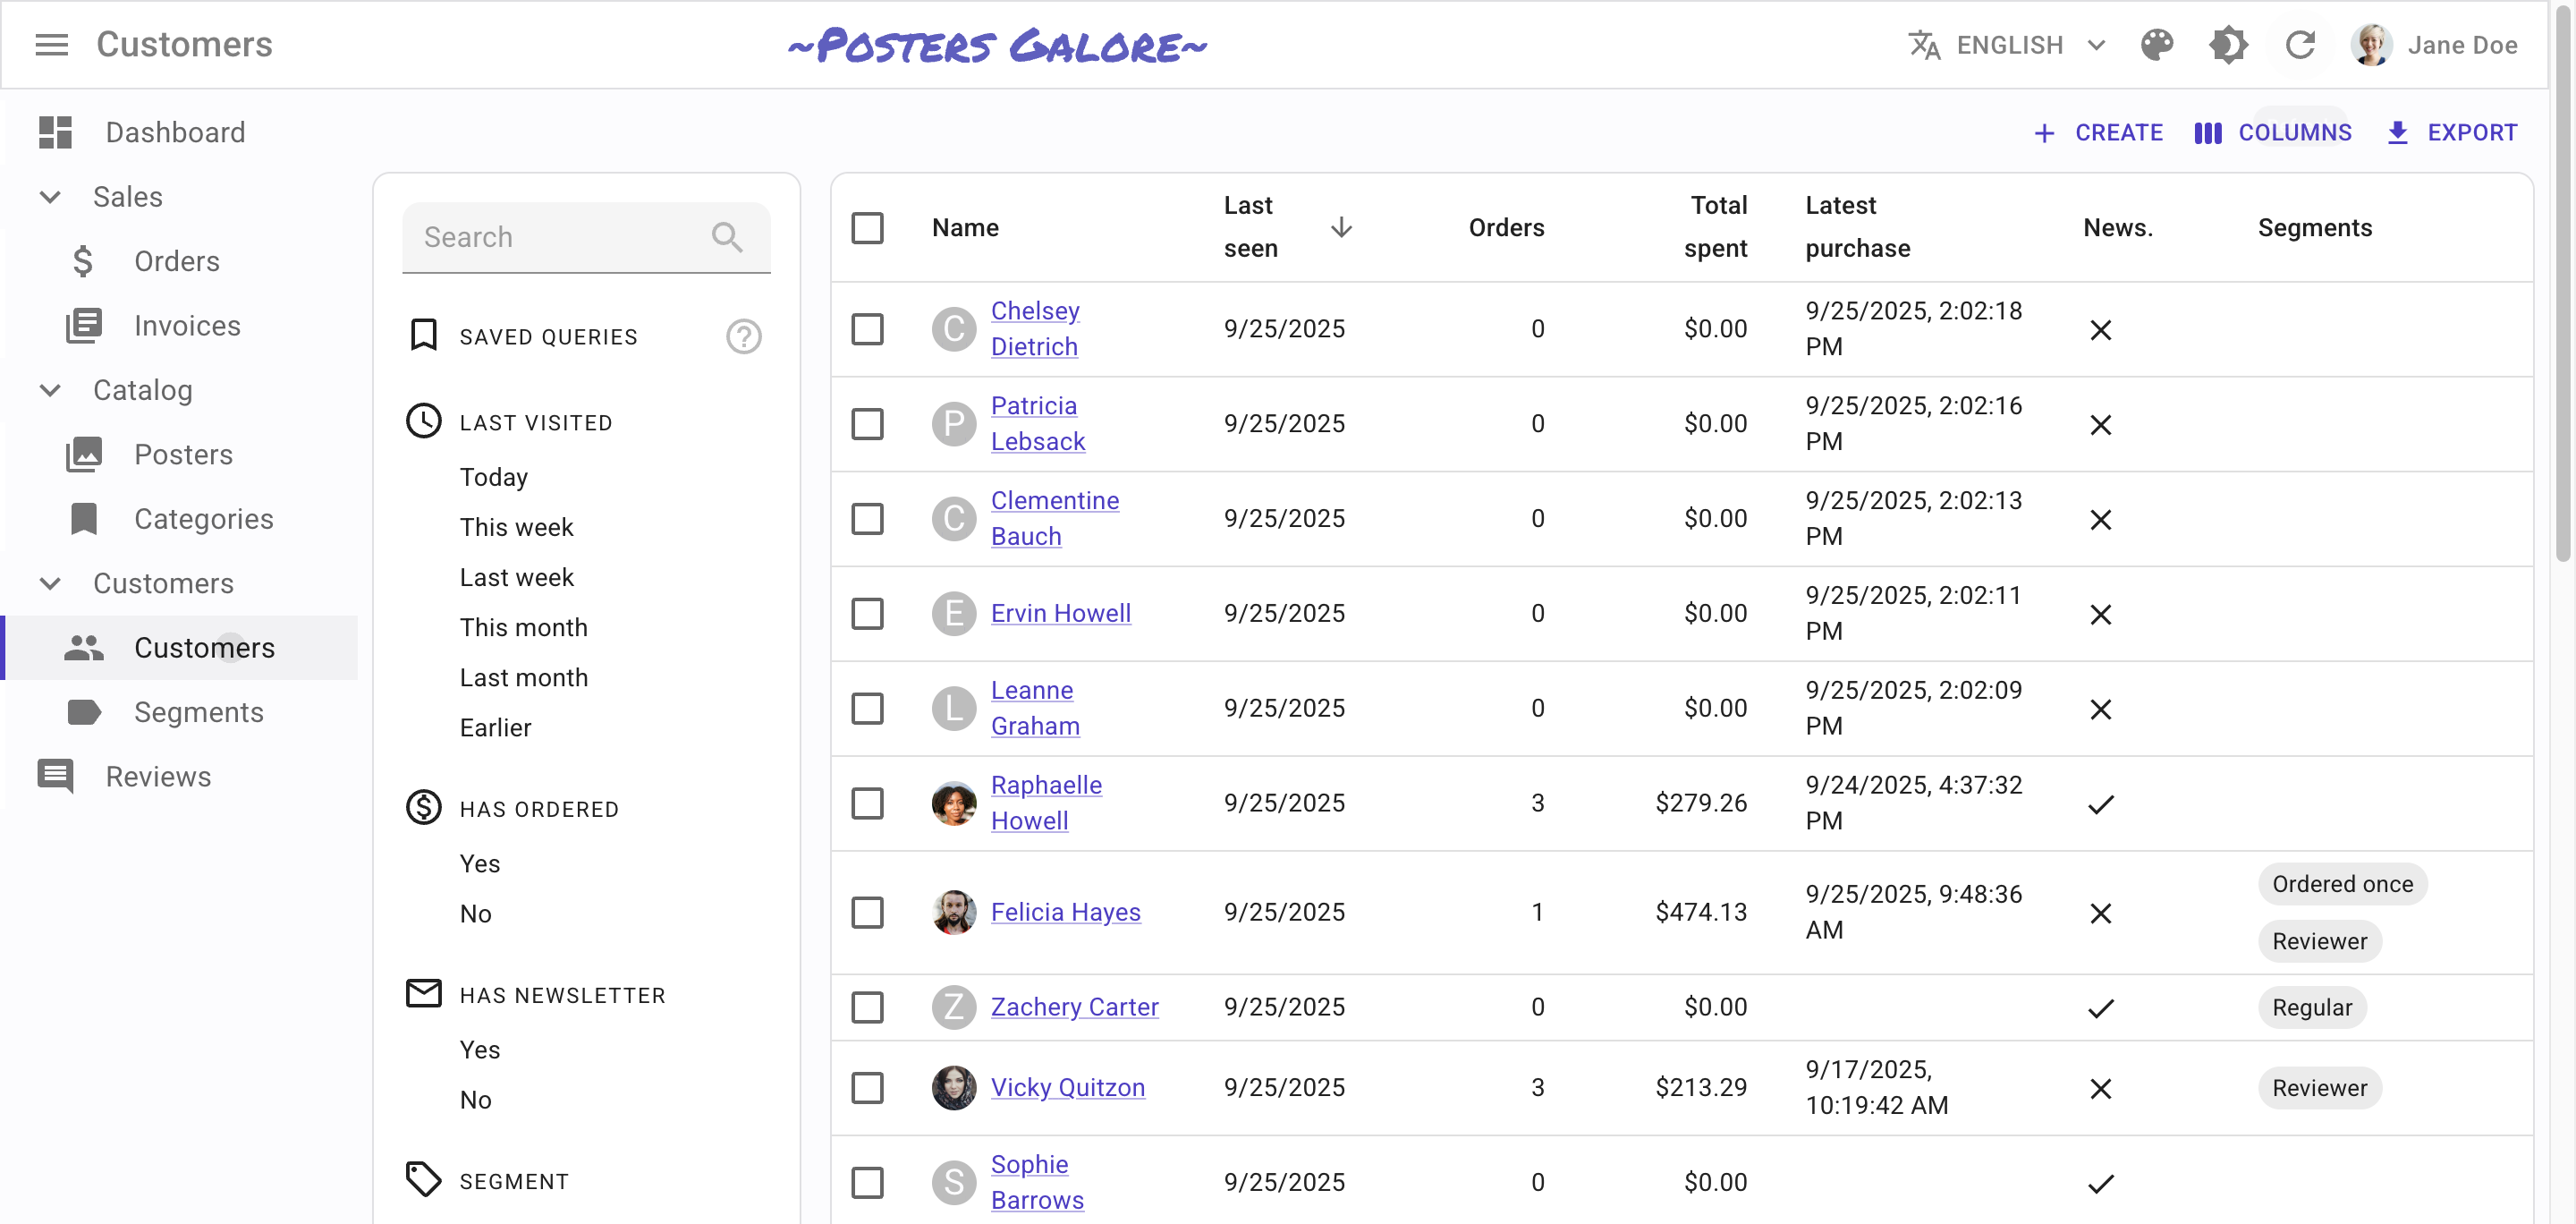 Customers
~Posters Galore~
ENGLISH
Jane Doe
Dashboard
Sales
Orders
Invoices
Catalog
Posters
Categories
Customers
Customers
Segments
Reviews
CREATE
COLUMNS
EXPORT
Search
SAVED QUERIES
?
LAST VISITED
Today
This week
Last week
This month
Last month
Earlier
HAS ORDERED
Yes
No
HAS NEWSLETTER
Yes
No
SEGMENT
Name
Last
seen
Orders
Total
spent
Latest
purchase
News.
Segments
C
Chelsey
Dietrich
9/25/2025
0
$0.00
9/25/2025, 2:02:18
PM
P
Patricia
Lebsack
9/25/2025
0
$0.00
9/25/2025, 2:02:16
PM
C
Clementine
Bauch
9/25/2025
0
$0.00
9/25/2025, 2:02:13
PM
E
Ervin Howell
9/25/2025
0
$0.00
9/25/2025, 2:02:11
PM
L
Leanne
Graham
9/25/2025
0
$0.00
9/25/2025, 2:02:09
PM
Raphaelle
Howell
9/25/2025
3
$279.26
9/24/2025, 4:37:32
PM
Felicia Hayes
9/25/2025
1
$474.13
9/25/2025, 9:48:36
AM
Ordered once
Reviewer
Z
Zachery Carter
9/25/2025
0
$0.00
Regular
Vicky Quitzon
9/25/2025
3
$213.29
9/17/2025,
10:19:42 AM
Reviewer
S
Sophie
Barrows
9/25/2025
0
$0.00